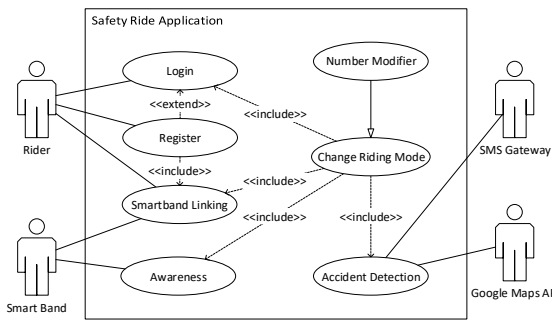 Safety Ride Application
Login
Number Modifier
<<extend>>
<<include>>
Rider
Register
Change Riding Mode
SMS Gateway
<<include>>
<<include>>
Smartband Linking
<<include>>
<<include>>
Smart Band
Awareness
Accident Detection
Google Maps AI